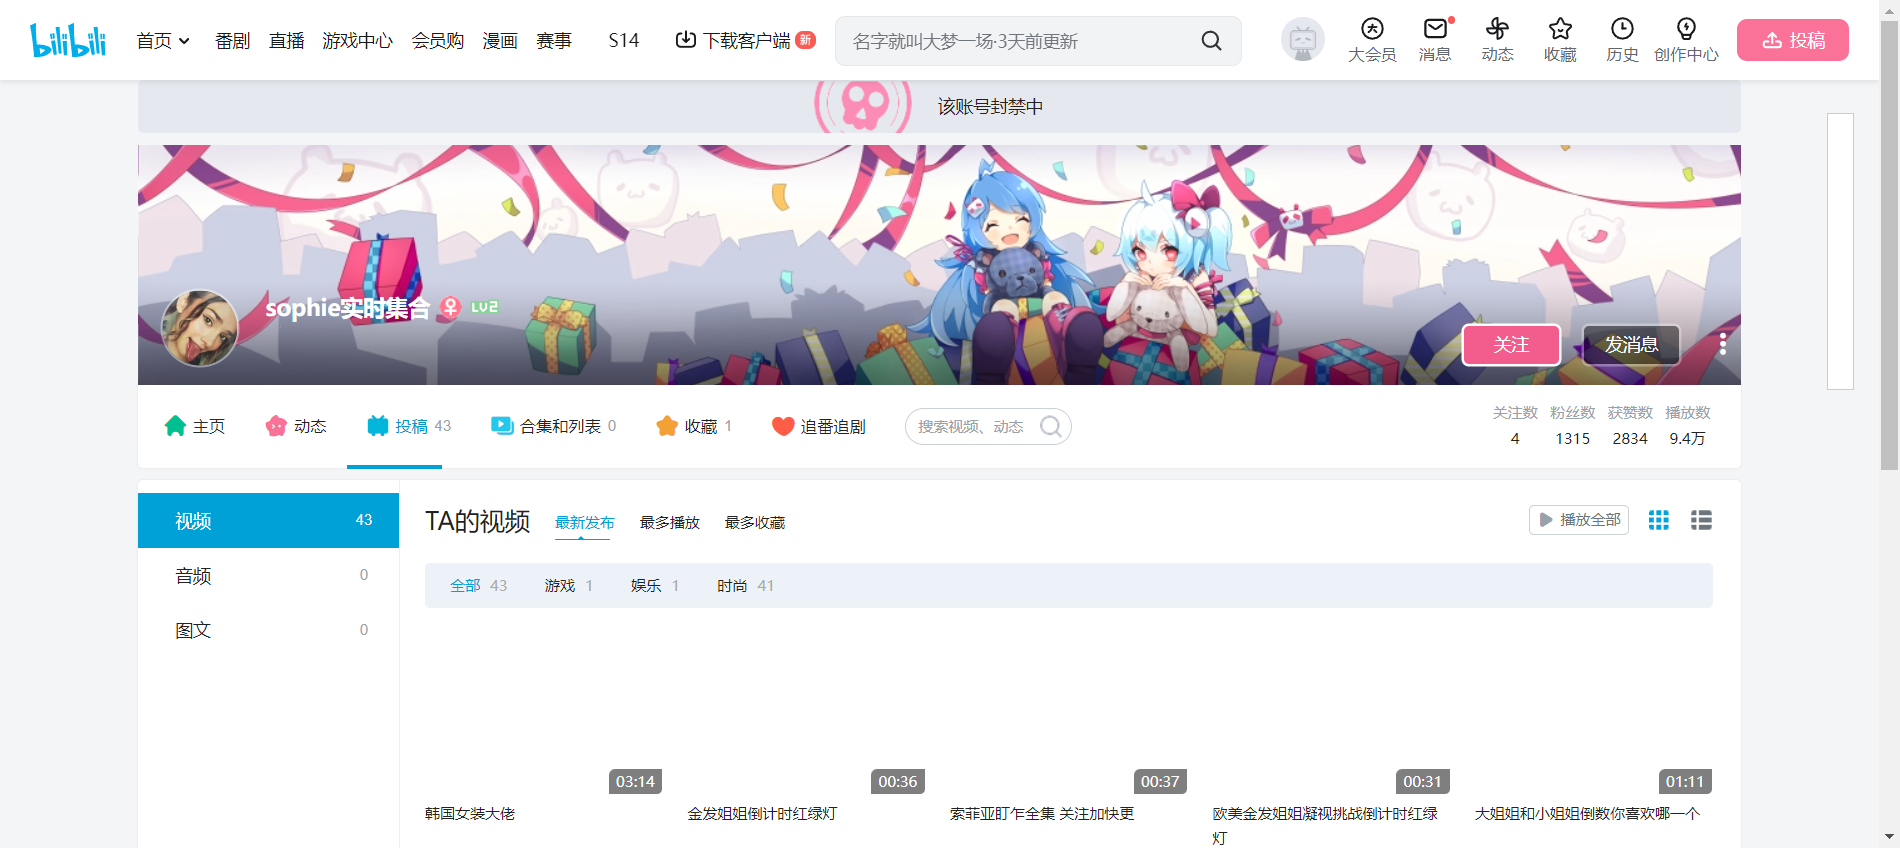 bilibili
首页 番剧 直播 游戏中心 会员购 漫画 赛事 S14 下载客户端 新
名字就叫大梦一场·3天前更新
大会员 消息 动态 收藏 历史 创作中心 投稿
该账号封禁中
sophie实时集合 LV2
关注 发消息
主页 动态 投稿 43 合集和列表 0 收藏 1 追番追剧 搜索视频、动态
关注数 粉丝数 获赞数 播放数
4 1315 2834 9.4万
视频 43
音频 0
图文 0
TA的视频 最新发布 最多播放 最多收藏 播放全部
全部 43 游戏 1 娱乐 1 时尚 41
03:14 00:36 00:37 00:31 01:11
韩国女装大佬
金发姐姐倒计时红绿灯
索菲亚盯乍全集 关注加快更
欧美金发姐姐凝视挑战倒计时红绿
灯
大姐姐和小姐姐倒数你喜欢哪一个